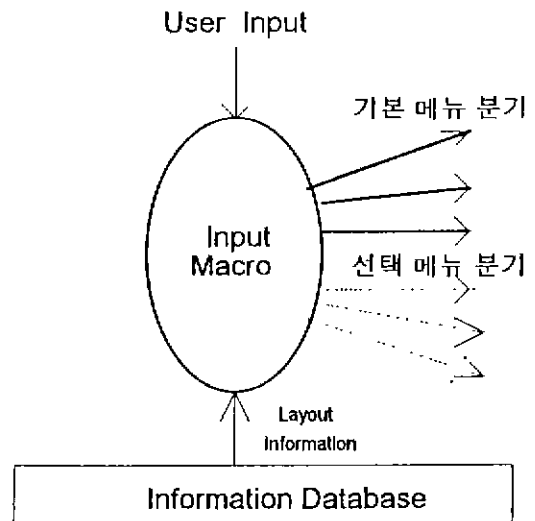 User Input
기본 메뉴 분기
Input
Macro
선택 메뉴 분기
Layout
Information
Information Database